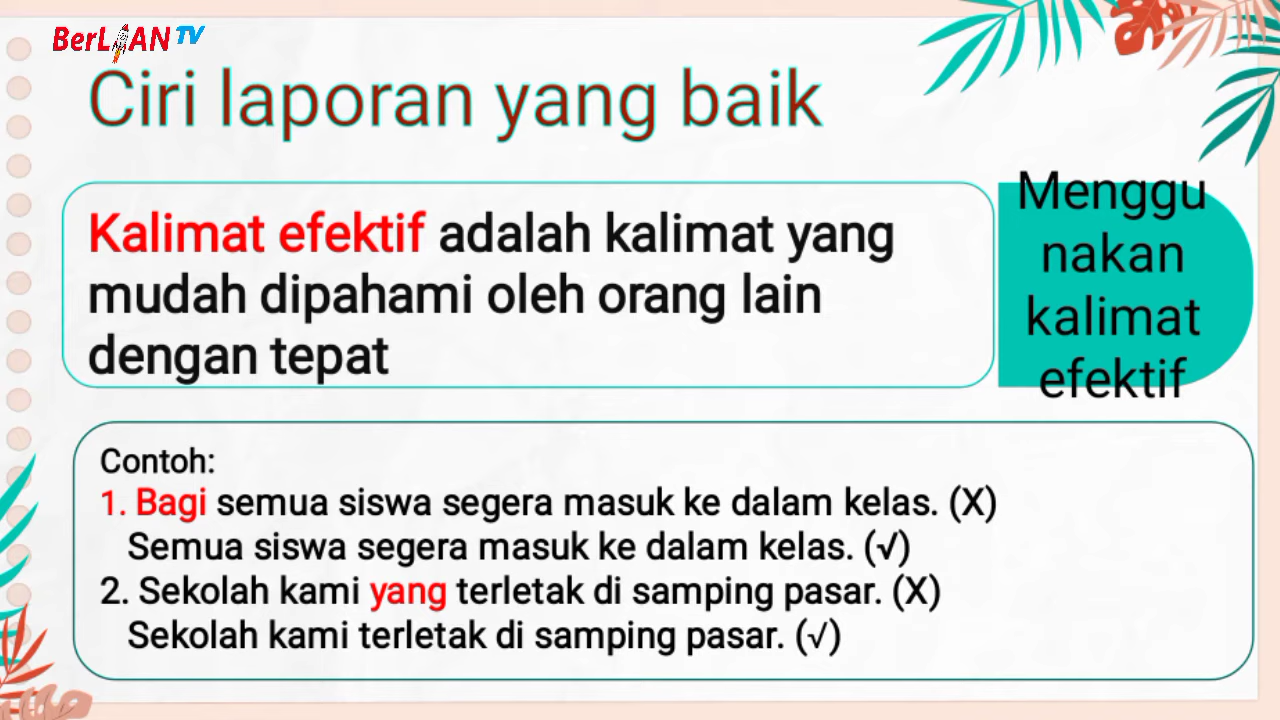 BerLIAN TV
Ciri laporan yang baik
Kalimat efektif adalah kalimat yang
mudah dipahami oleh orang lain
dengan tepat
Menggu
nakan
kalimat
efektif
Contoh:
1. Bagi semua siswa segera masuk ke dalam kelas. (X)
Semua siswa segera masuk ke dalam kelas. (√)
2. Sekolah kami yang terletak di samping pasar. (X)
Sekolah kami terletak di samping pasar. (√)